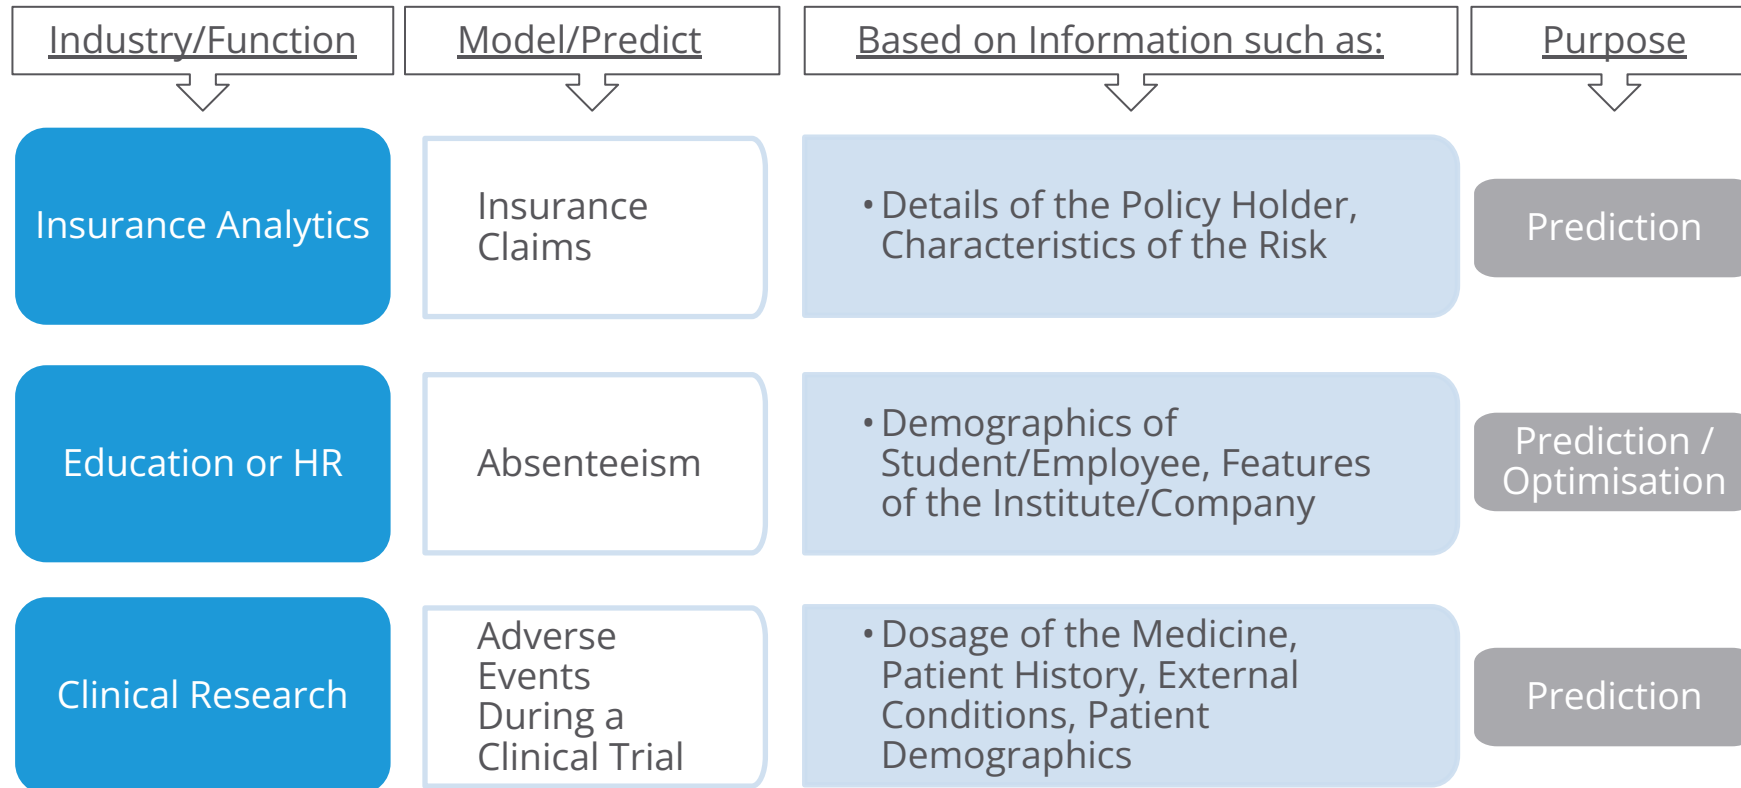 Industry/Function
Model/Predict
Based on Information such as:
Purpose
Insurance Analytics
Insurance
Claims
• Details of the Policy Holder,
Characteristics of the Risk
Prediction
Education or HR
Absenteeism
• Demographics of
Student/Employee, Features
of the Institute/Company
Prediction /
Optimisation
Clinical Research
Adverse
Events
During a
Clinical Trial
• Dosage of the Medicine,
Patient History, External
Conditions, Patient
Demographics
Prediction